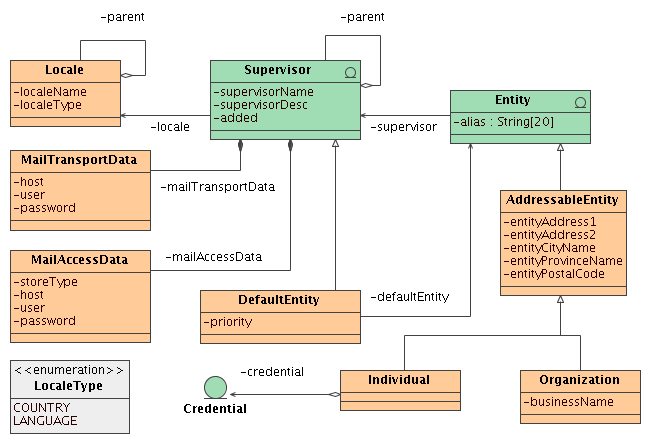 -parent
-parent
Locale
-localeName
-localeType
Supervisor
-supervisorName
-supervisorDesc
-added
Entity
-alias : String[20]
-locale
-supervisor
MailTransportData
-host
-user
-password
-mailTransportData
AddressableEntity
-entityAddress1
-entityAddress2
-entityCityName
-entityProvinceName
-entityPostalCode
MailAccessData
-storeType
-host
-user
-password
-mailAccessData
DefaultEntity
-priority
-defaultEntity
<<enumeration>>
LocaleType
COUNTRY
LANGUAGE
-credential
Credential
Individual
Organization
-businessName